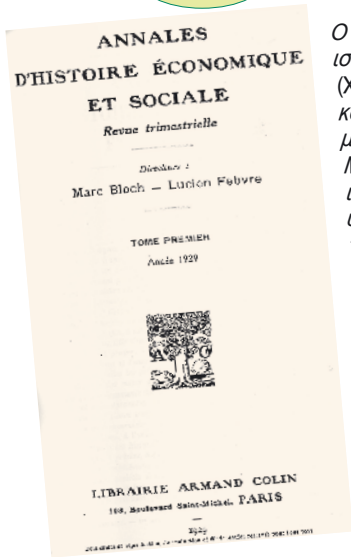 ANNALES
D'HISTOIRE ÉCONOMIQUE
ET SOCIALE
Revue trimestrielle
Directeurs :
Marc Bloch — Lucien Febvre
TOME PREMIER
Année 1929
LIBRAIRIE ARMAND COLIN
103, Boulevard Saint-Michel, PARIS
1929
Ο
ισ
(Χ
κα
μ